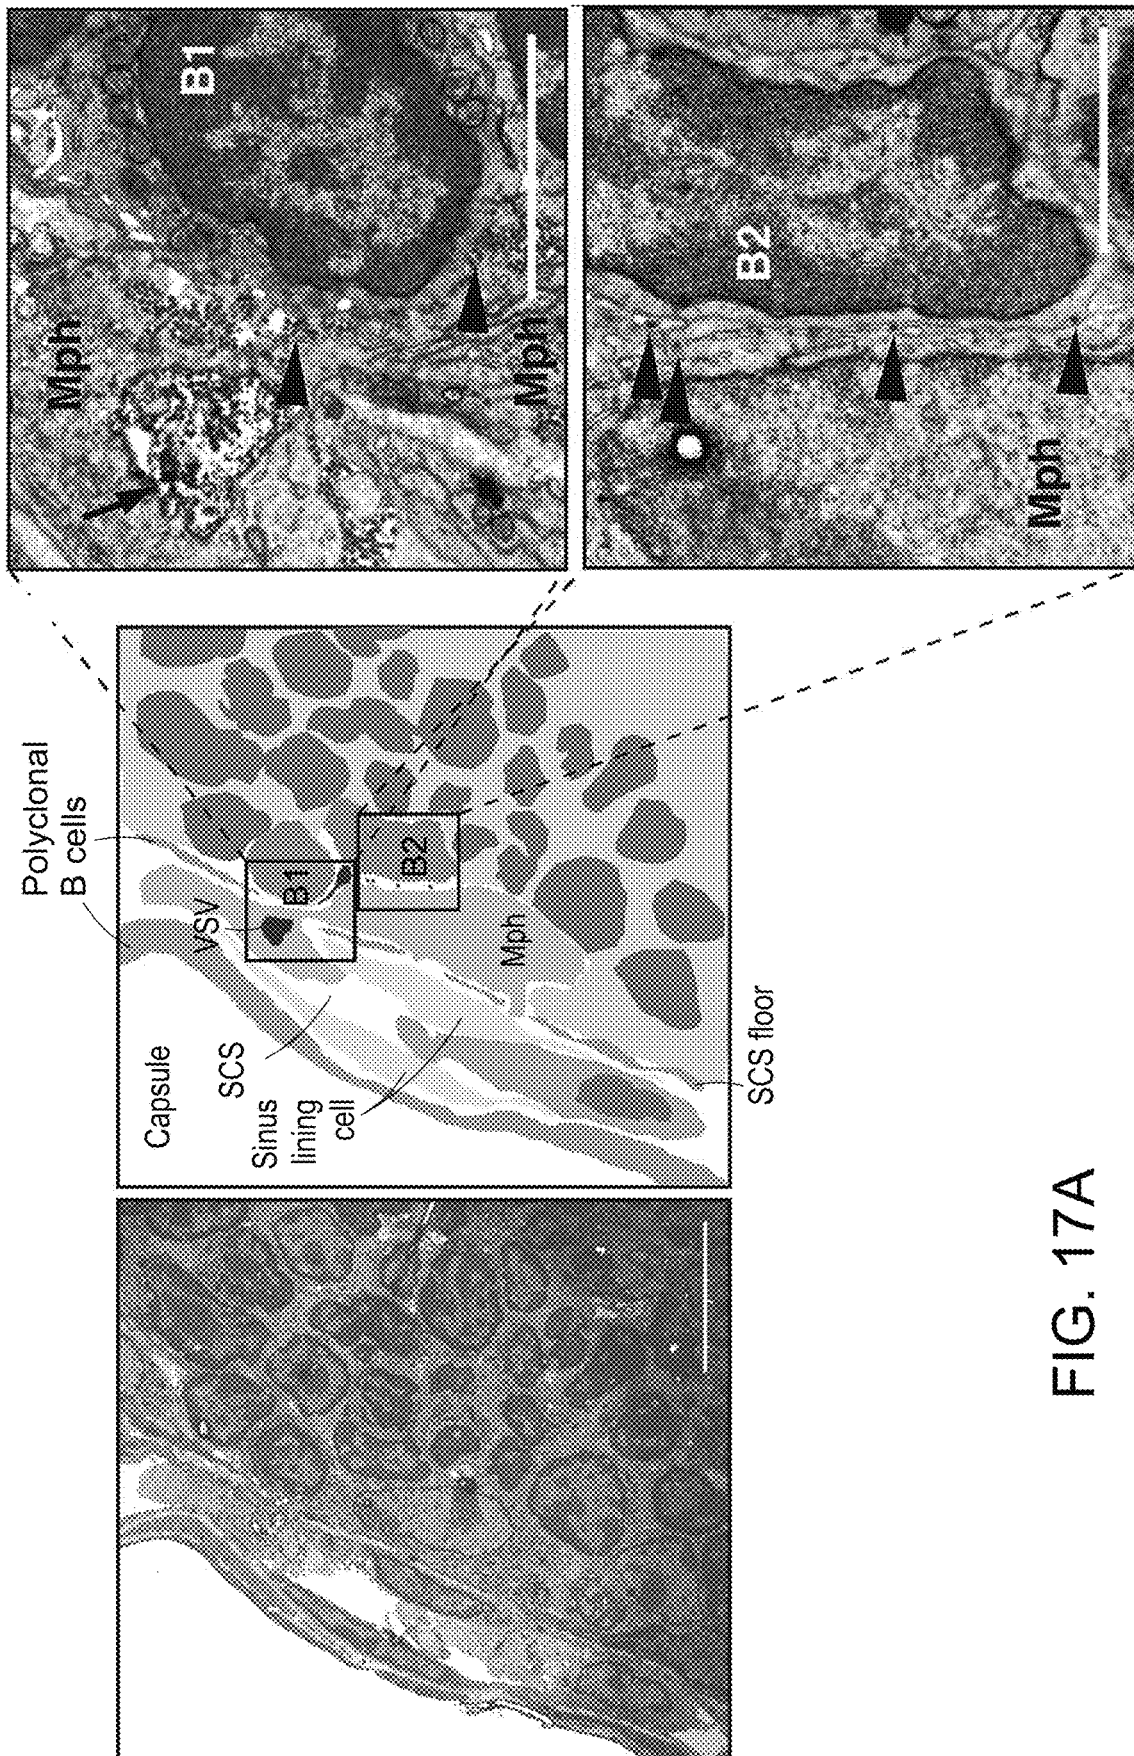 Capsule
SCS
Sinus
lining
cell
VSV
Polyclonal
B cells
B1
B2
Mph
SCS floor
Mph
B1
Mph
B2
Mph
FIG. 17A